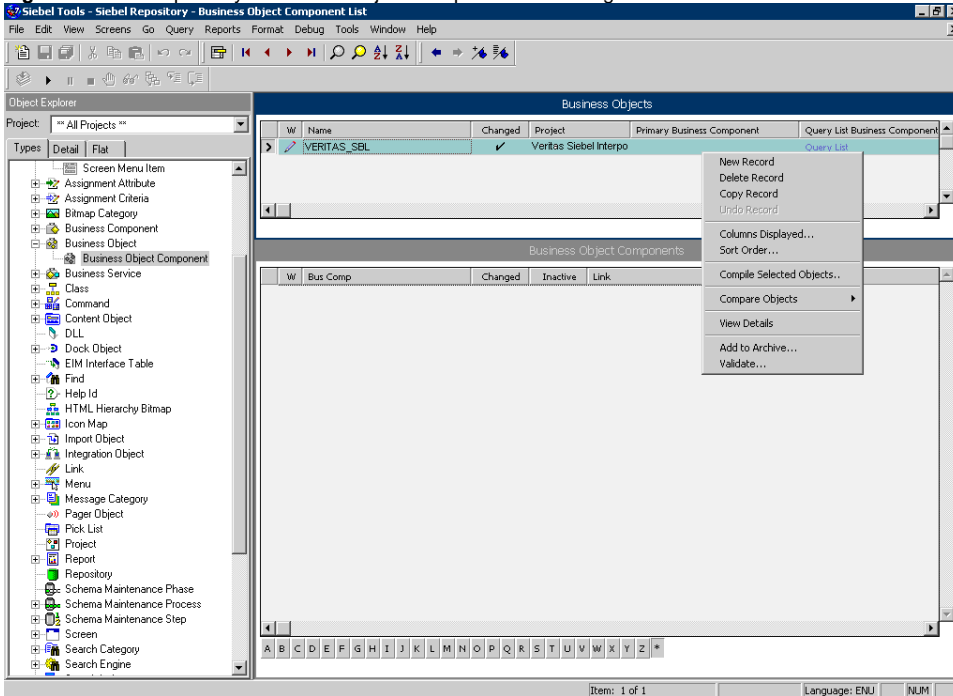 Siebel Tools - Siebel Repository - Business Object Component List
File Edit View Screens Go Query Reports Format Debug Tools Window Help
Object Explorer
Project: ** All Projects **
Types Detail Flat
Screen Menu Item
Assignment Attribute
Assignment Criteria
Bitmap Category
Business Component
Business Object
Business Object Component
Business Service
Class
Command
Content Object
DLL
Dock Object
EIM Interface Table
Find
Help Id
HTML Hierarchy Bitmap
Icon Map
Import Object
Integration Object
Link
Menu
Message Category
Pager Object
Pick List
Project
Report
Repository
Schema Maintenance Phase
Schema Maintenance Process
Schema Maintenance Step
Screen
Search Category
Search Engine
Business Objects
W Name Changed Project Primary Business Component Query List Business Component
VERITAS_SBL Veritas Siebel Interpo Query List
New Record
Delete Record
Copy Record
Undo Record
Columns Displayed...
Sort Order...
Compile Selected Objects..
Compare Objects
View Details
Add to Archive...
Validate...
Business Object Components
W Bus Comp Changed Inactive Link
A B C D E F G H I J K L M N O P Q R S T U V W X Y Z *
Item: 1 of 1 Language: ENU NUM